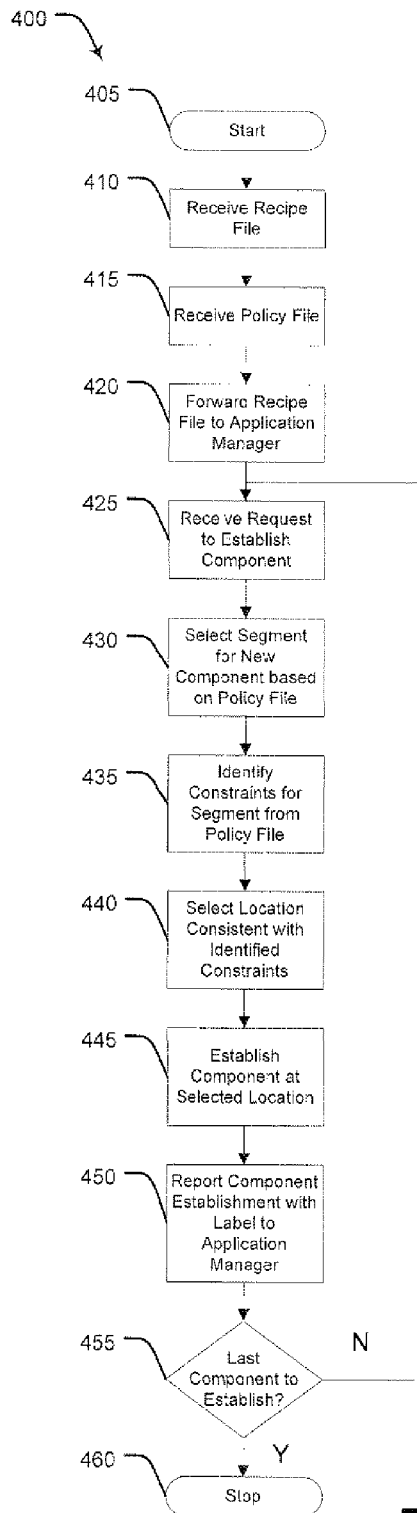 400
405
Start
410
Receive Recipe
File
415
Receive Policy File
420
Forward Recipe
File to Application
Manager
425
Receive Request
to Establish
Component
430
Select Segment
for New
Component based
on Policy File
435
Identify
Constraints for
Segment from
Policy File
440
Select Location
Consistent with
Identified
Constraints
445
Establish
Component at
Selected Location
450
Report Component
Establishment with
Label to
Application
Manager
455
Last
Component to
Establish?
N
Y
460
Stop